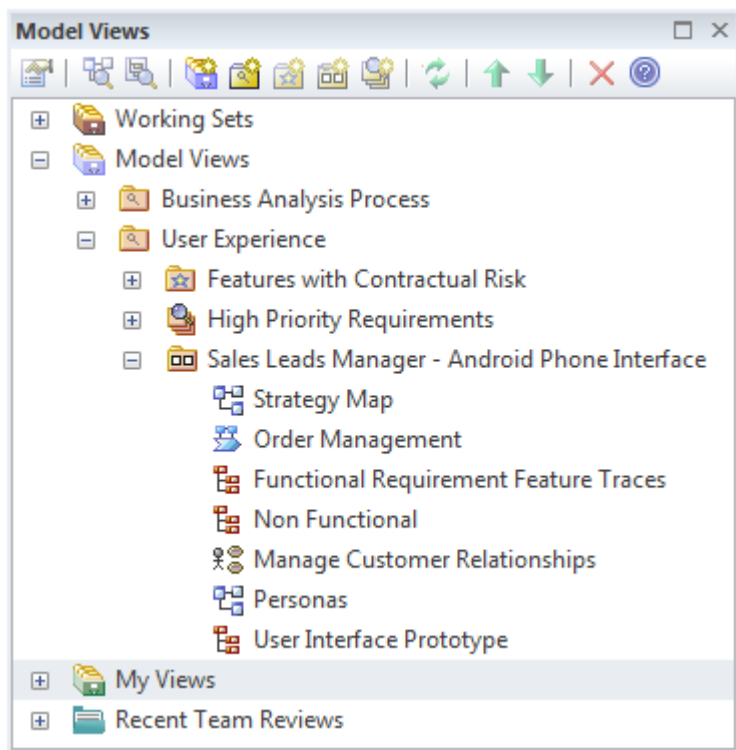 Model Views
Working Sets
Model Views
Business Analysis Process
User Experience
Features with Contractual Risk
High Priority Requirements
Sales Leads Manager - Android Phone Interface
Strategy Map
Order Management
Functional Requirement Feature Traces
Non Functional
Manage Customer Relationships
Personas
User Interface Prototype
My Views
Recent Team Reviews